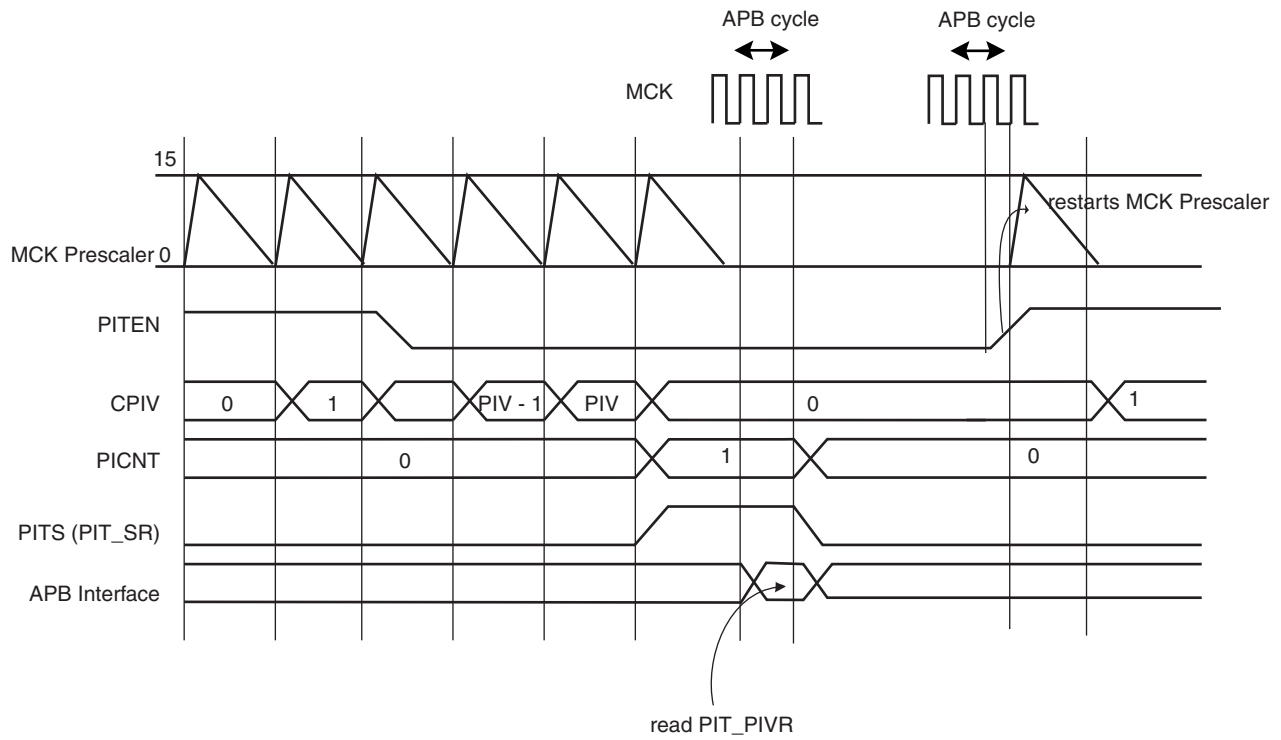 APB cycle
APB cycle
MCK
15
restarts MCK Prescaler
MCK Prescaler 0
PITEN
CPIV
0
1
PIV - 1
PIV
0
1
PICNT
0
1
0
PITS (PIT_SR)
APB Interface
read PIT_PIVR